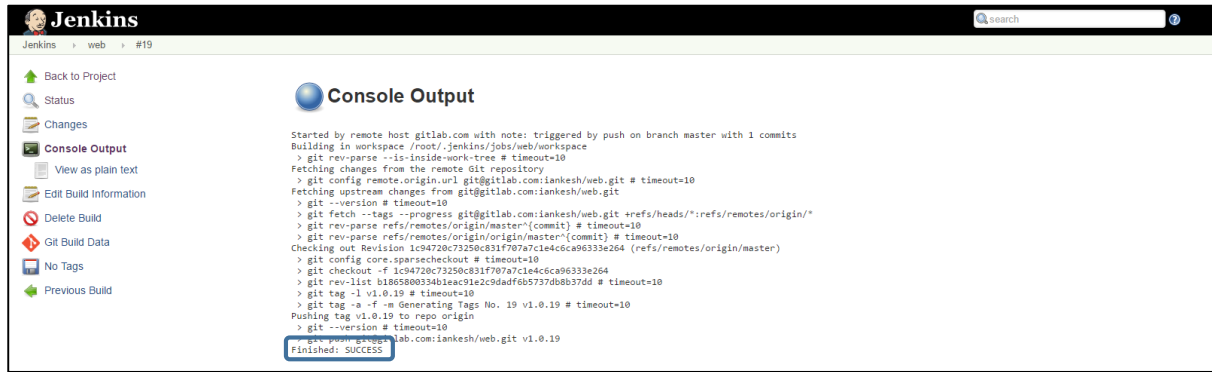 Jenkins
search
Jenkins › web › #19
Back to Project
Status
Changes
Console Output
View as plain text
Edit Build Information
Delete Build
Git Build Data
No Tags
Previous Build
Console Output
Started by remote host gitlab.com with note: triggered by push on branch master with 1 commits
Building in workspace /root/.jenkins/jobs/web/workspace
> git rev-parse --is-inside-work-tree # timeout=10
Fetching changes from the remote Git repository
> git config remote.origin.url git@gitlab.com:iankesh/web.git # timeout=10
Fetching upstream changes from git@gitlab.com:iankesh/web.git
> git --version # timeout=10
> git fetch --tags --progress git@gitlab.com:iankesh/web.git +refs/heads/*:refs/remotes/origin/*
> git rev-parse refs/remotes/origin/master^{commit} # timeout=10
> git rev-parse refs/remotes/origin/origin/master^{commit} # timeout=10
Checking out Revision 1c94720c73250c831f707a7c1e4c6ca96333e264 (refs/remotes/origin/master)
> git config core.sparsecheckout # timeout=10
> git checkout -f 1c94720c73250c831f707a7c1e4c6ca96333e264
> git rev-list b1865800334b1eac91e2c9dadf6b5737db8b37dd # timeout=10
> git tag -l v1.0.19 # timeout=10
> git tag -a -f -m Generating Tags No. 19 v1.0.19 # timeout=10
Pushing tag v1.0.19 to repo origin
> git --version # timeout=10
> git push git@gitlab.com:iankesh/web.git v1.0.19
Finished: SUCCESS